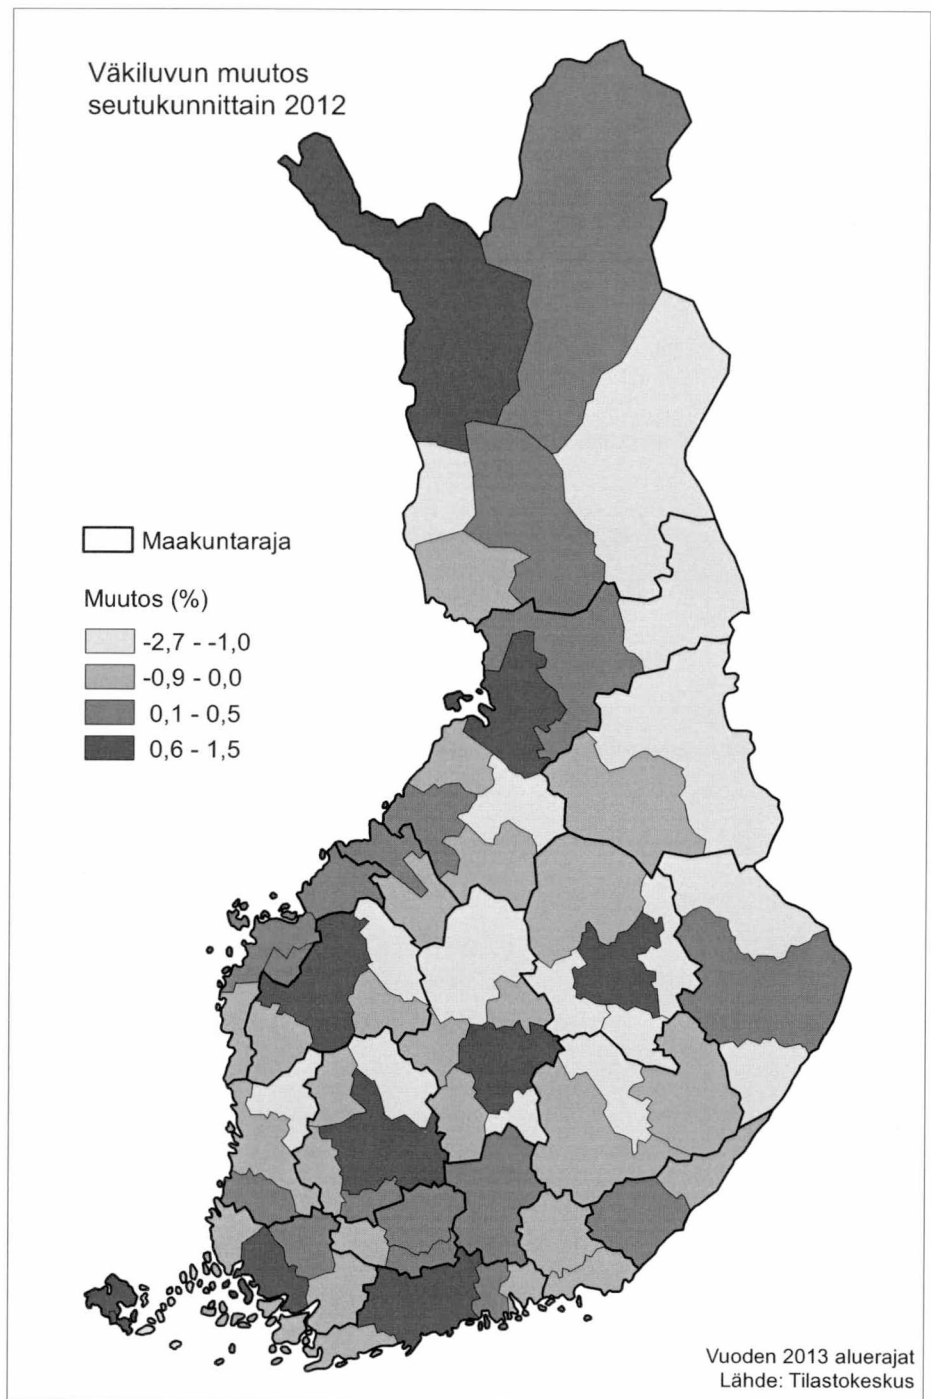 Väkiluvun muutos
seutukunnittain 2012
Maakuntaraja
Muutos (%)
-2,7 - -1,0
-0,9 - 0,0
0,1 - 0,5
0,6 - 1,5
Vuoden 2013 aluerajat
Lähde: Tilastokeskus